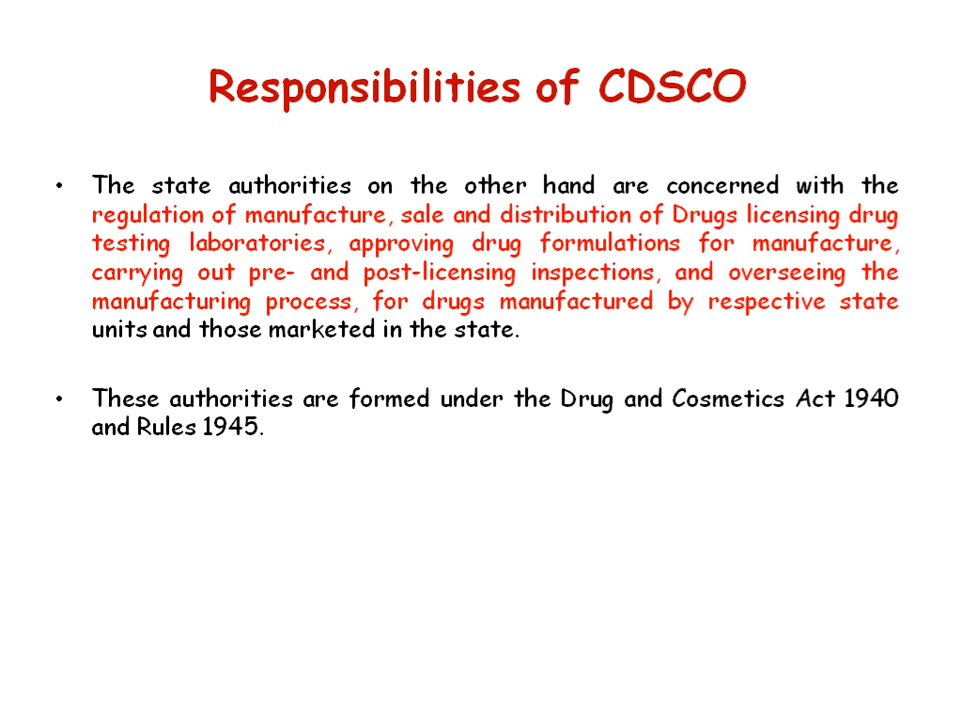 Responsibilities of CDSCO
• The state authorities on the other hand are concerned with the
regulation of manufacture, sale and distribution of Drugs licensing drug
testing laboratories, approving drug formulations for manufacture,
carrying out pre- and post-licensing inspections, and overseeing the
manufacturing process, for drugs manufactured by respective state
units and those marketed in the state.
• These authorities are formed under the Drug and Cosmetics Act 1940
and Rules 1945.